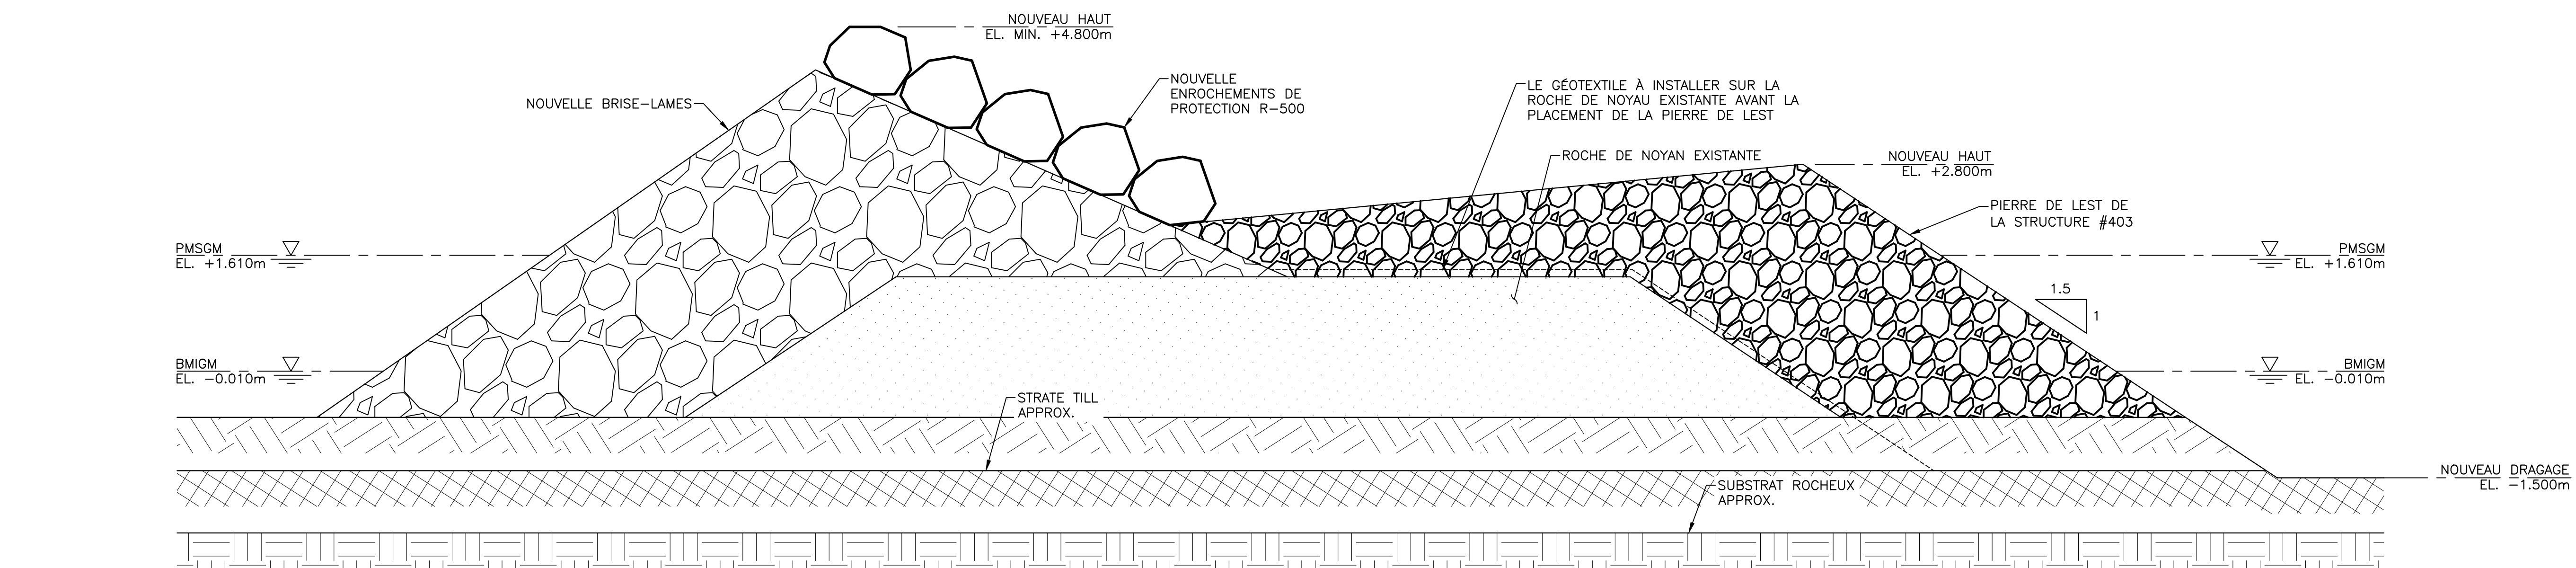 NOUVEAU HAUT
EL. MIN. +4.800m
NOUVELLE BRISE-LAMES
NOUVELLE
ENROCHEMENTS DE
PROTECTION R-500
LE GÉOTEXTILE À INSTALLER SUR LA
ROCHE DE NOYAU EXISTANTE AVANT LA
PLACEMENT DE LA PIERRE DE LEST
ROCHE DE NOYAN EXISTANTE
NOUVEAU HAUT
EL. +2.800m
PIERRE DE LEST DE
LA STRUCTURE #403
PMSGM
EL. +1.610m
PMSGM
EL. +1.610m
1.5
1
BMIGM
EL. -0.010m
BMIGM
EL. -0.010m
STRATE TILL
APPROX.
SUBSTRAT ROCHEUX
APPROX.
NOUVEAU DRAGAGE
EL. -1.500m